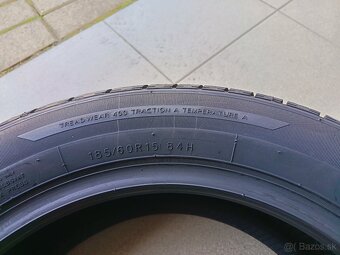 TREADWEAR 400 TRACTION A TEMPERATURE A
185/60R15 84H
Bazos.sk